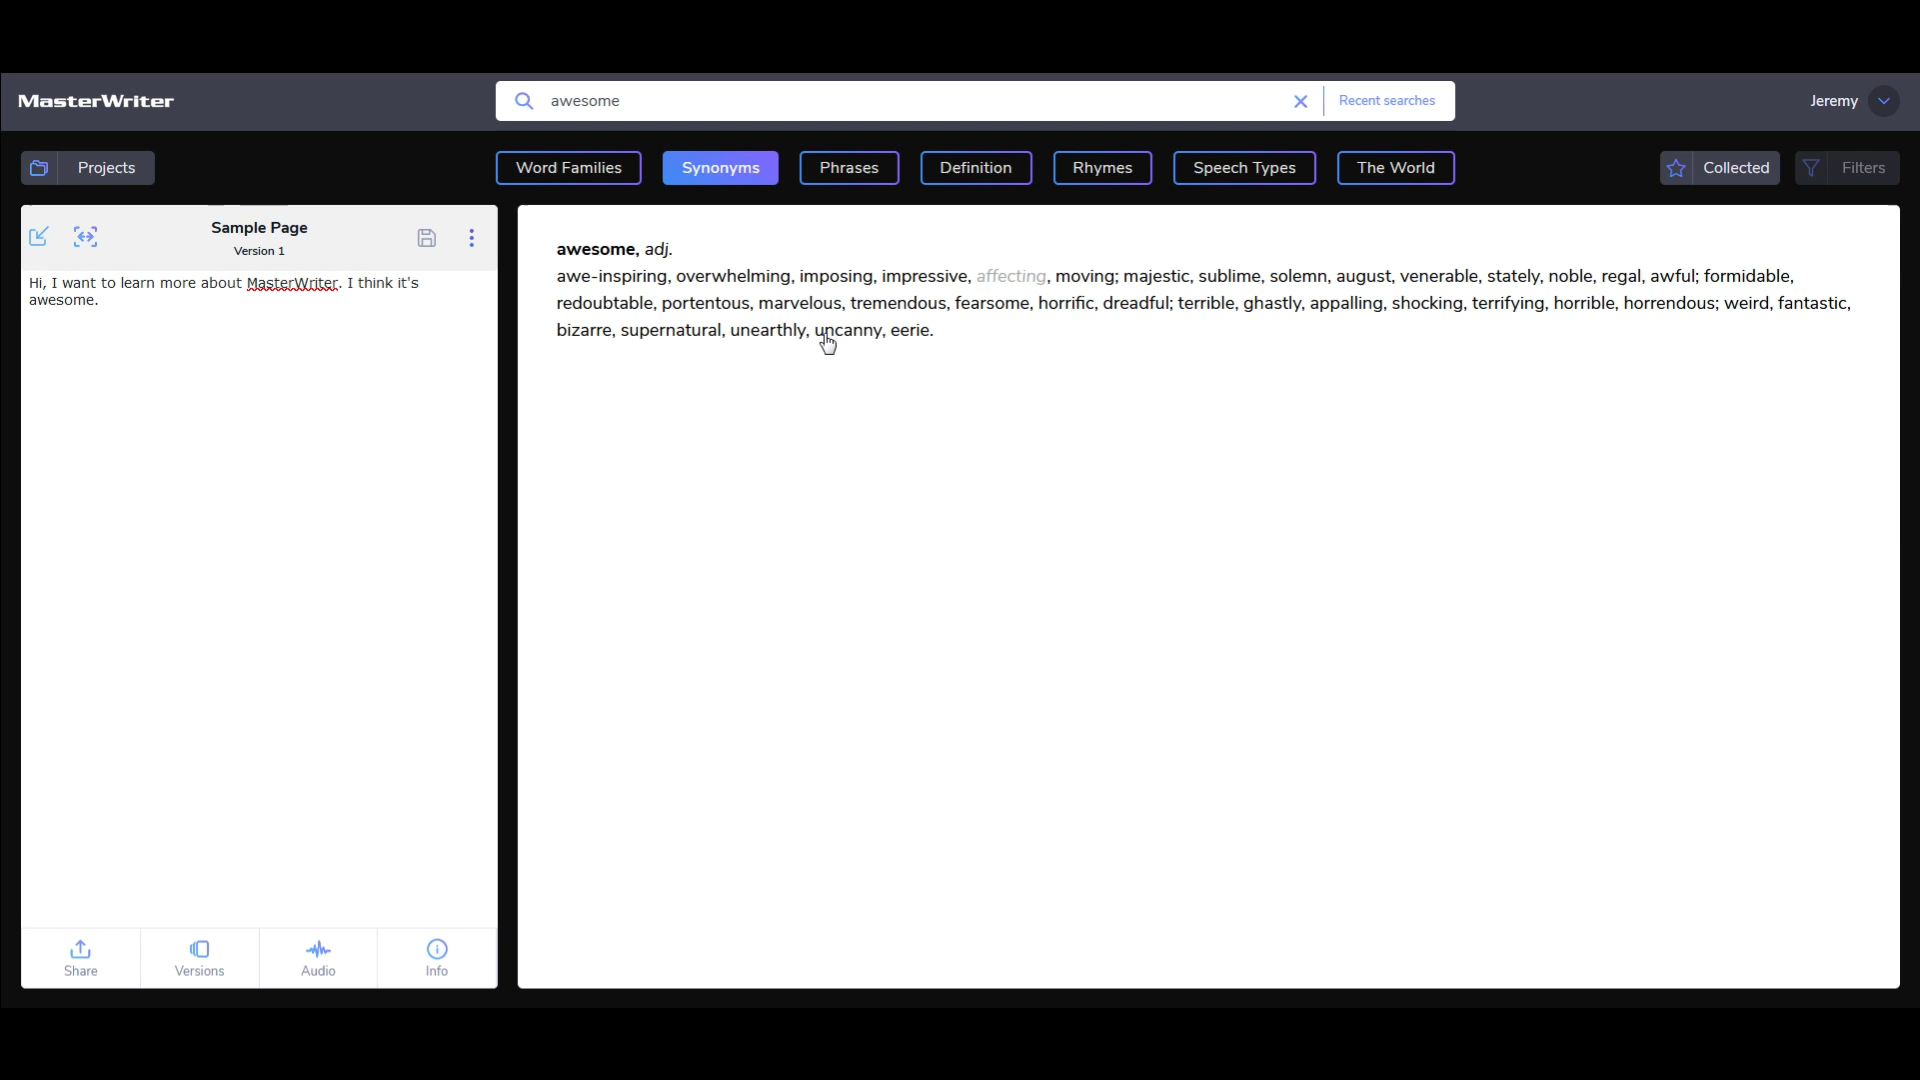 MasterWriter
awesome
Recent searches
Jeremy
Projects
Word Families
Synonyms
Phrases
Definition
Rhymes
Speech Types
The World
Collected
Filters
Sample Page
Version 1
Hi, I want to learn more about MasterWriter. I think it's
awesome.
awesome, adj.
awe-inspiring, overwhelming, imposing, impressive, affecting, moving; majestic, sublime, solemn, august, venerable, stately, noble, regal, awful; formidable,
redoubtable, portentous, marvelous, tremendous, fearsome, horrific, dreadful; terrible, ghastly, appalling, shocking, terrifying, horrible, horrendous; weird, fantastic,
bizarre, supernatural, unearthly, uncanny, eerie.
Share
Versions
Audio
Info